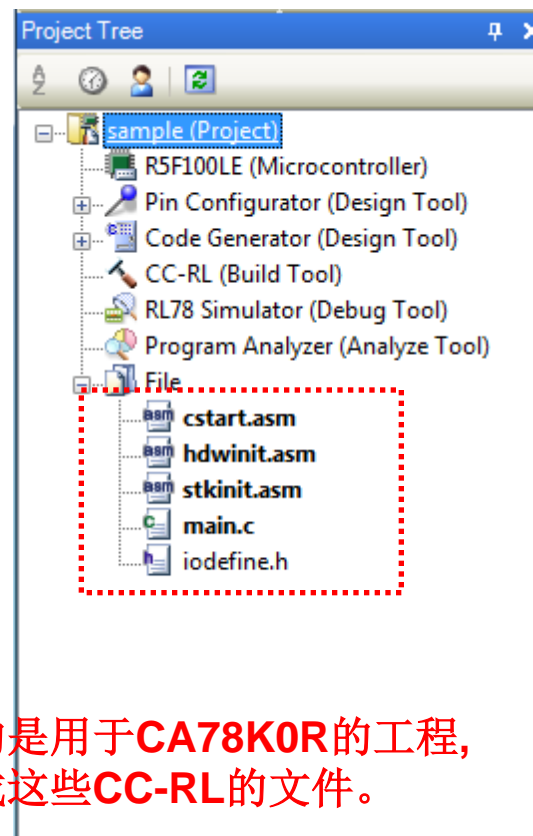 Project Tree
sample (Project)
R5F100LE (Microcontroller)
Pin Configurator (Design Tool)
Code Generator (Design Tool)
CC-RL (Build Tool)
RL78 Simulator (Debug Tool)
Program Analyzer (Analyze Tool)
File
cstart.asm
hdwinit.asm
stkinit.asm
main.c
iodefine.h
是用于CA78K0R的工程,
这些CC-RL的文件。